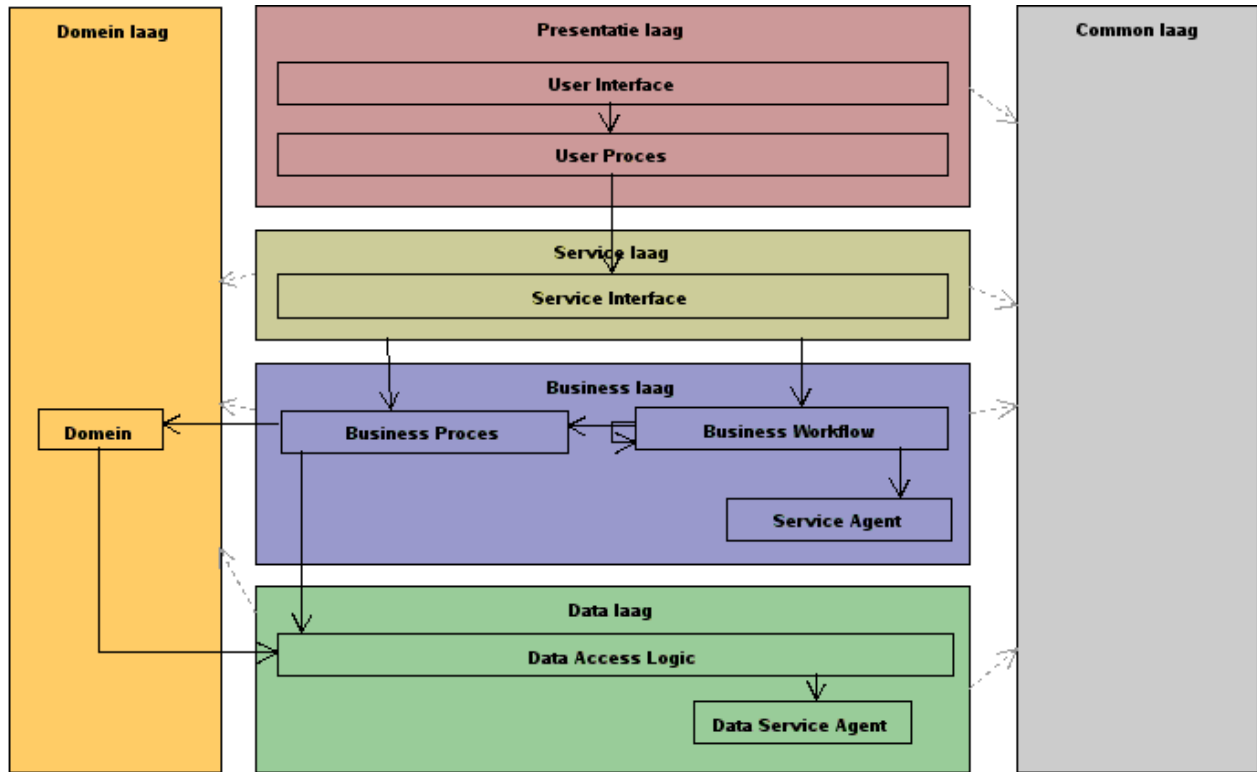 Domein laag
Presentatie laag
Common laag
User Interface
User Proces
Service laag
Service Interface
Business laag
Domein
Business Proces
Business Workflow
Service Agent
Data laag
Data Access Logic
Data Service Agent